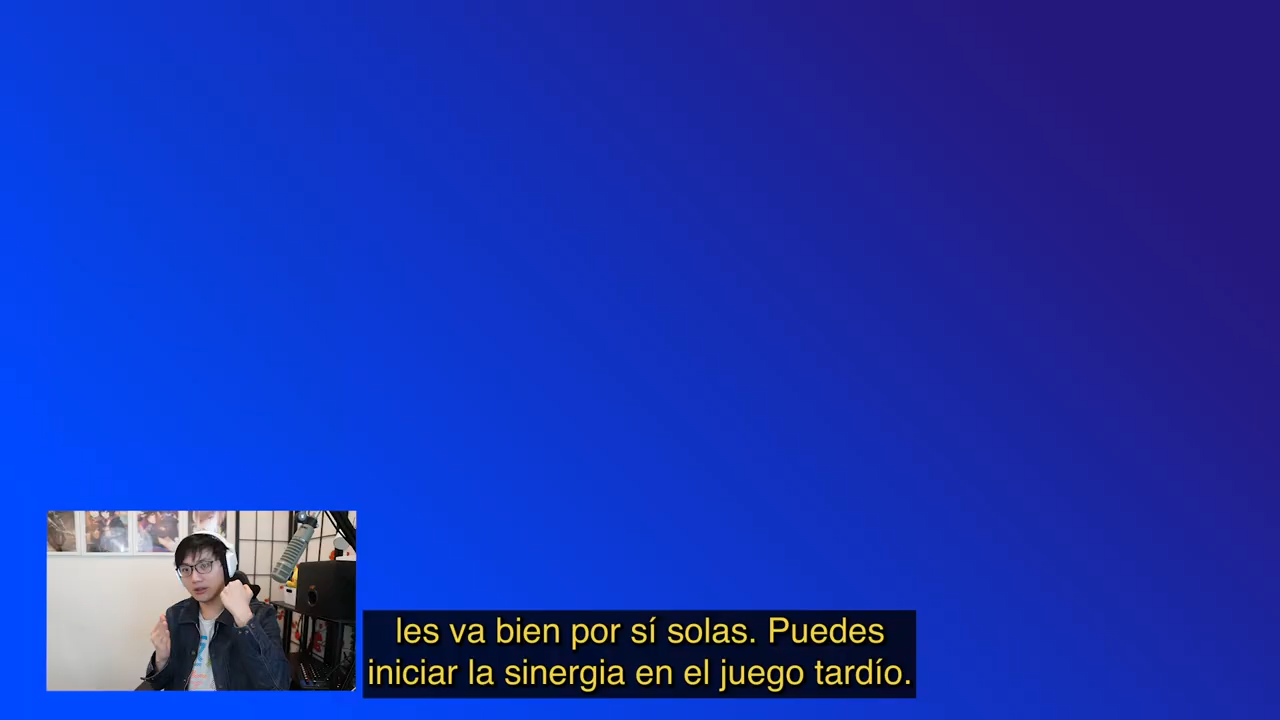 les va bien por sí solas. Puedes
iniciar la sinergia en el juego tardío.